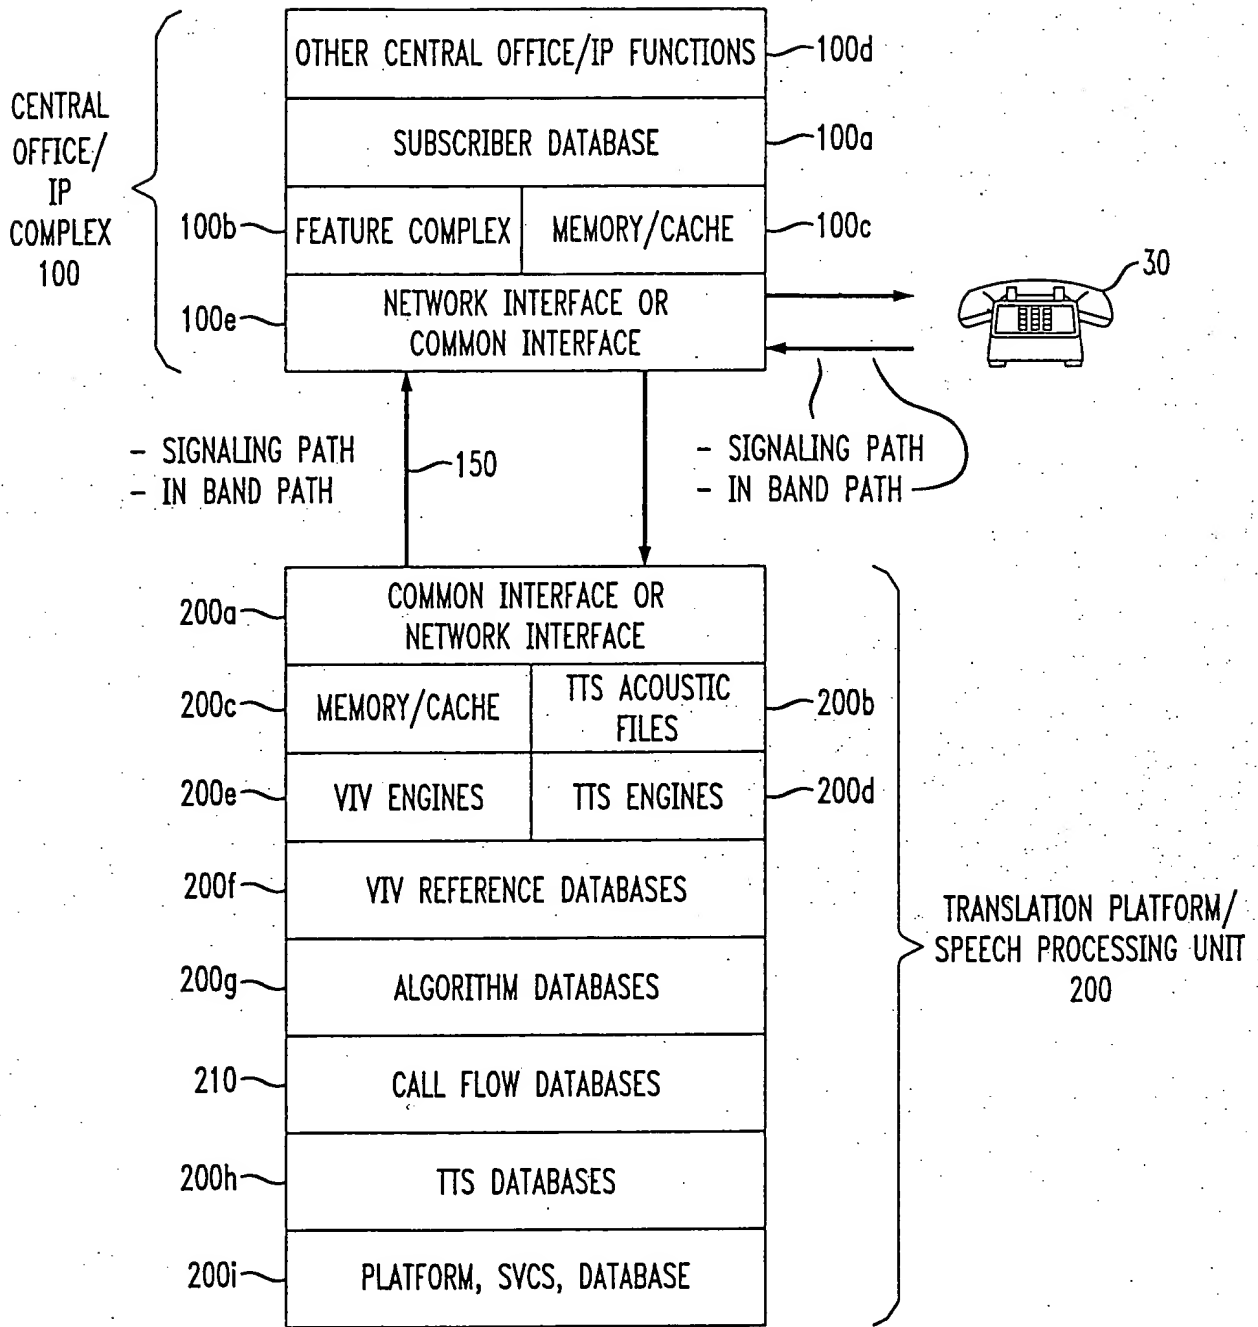 OTHER CENTRAL OFFICE/IP FUNCTIONS
100d
CENTRAL
OFFICE/
IP
COMPLEX
100
SUBSCRIBER DATABASE
100a
100b
FEATURE COMPLEX
MEMORY/CACHE
100c
100e
NETWORK INTERFACE OR
COMMON INTERFACE
30
- SIGNALING PATH
- IN BAND PATH
150
- SIGNALING PATH
- IN BAND PATH
200a
COMMON INTERFACE OR
NETWORK INTERFACE
200c
MEMORY/CACHE
TTS ACOUSTIC
FILES
200b
200e
VIV ENGINES
TTS ENGINES
200d
200f
VIV REFERENCE DATABASES
TRANSLATION PLATFORM/
SPEECH PROCESSING UNIT
200
200g
ALGORITHM DATABASES
210
CALL FLOW DATABASES
200h
TTS DATABASES
200i
PLATFORM, SVCS, DATABASE